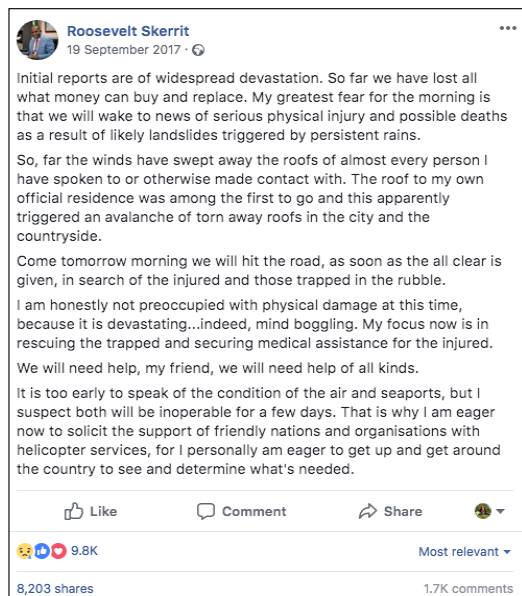 Roosevelt Skerrit
19 September 2017 ·
Initial reports are of widespread devastation. So far we have lost all
what money can buy and replace. My greatest fear for the morning is
that we will wake to news of serious physical injury and possible deaths
as a result of likely landslides triggered by persistent rains.
So, far the winds have swept away the roofs of almost every person I
have spoken to or otherwise made contact with. The roof to my own
official residence was among the first to go and this apparently
triggered an avalanche of torn away roofs in the city and the
countryside.
Come tomorrow morning we will hit the road, as soon as the all clear is
given, in search of the injured and those trapped in the rubble.
I am honestly not preoccupied with physical damage at this time,
because it is devastating...indeed, mind boggling. My focus now is in
rescuing the trapped and securing medical assistance for the injured.
We will need help, my friend, we will need help of all kinds.
It is too early to speak of the condition of the air and seaports, but I
suspect both will be inoperable for a few days. That is why I am eager
now to solicit the support of friendly nations and organisations with
helicopter services, for I personally am eager to get up and get around
the country to see and determine what's needed.
Like Comment Share
9.8K Most relevant
8,203 shares 1.7K comments